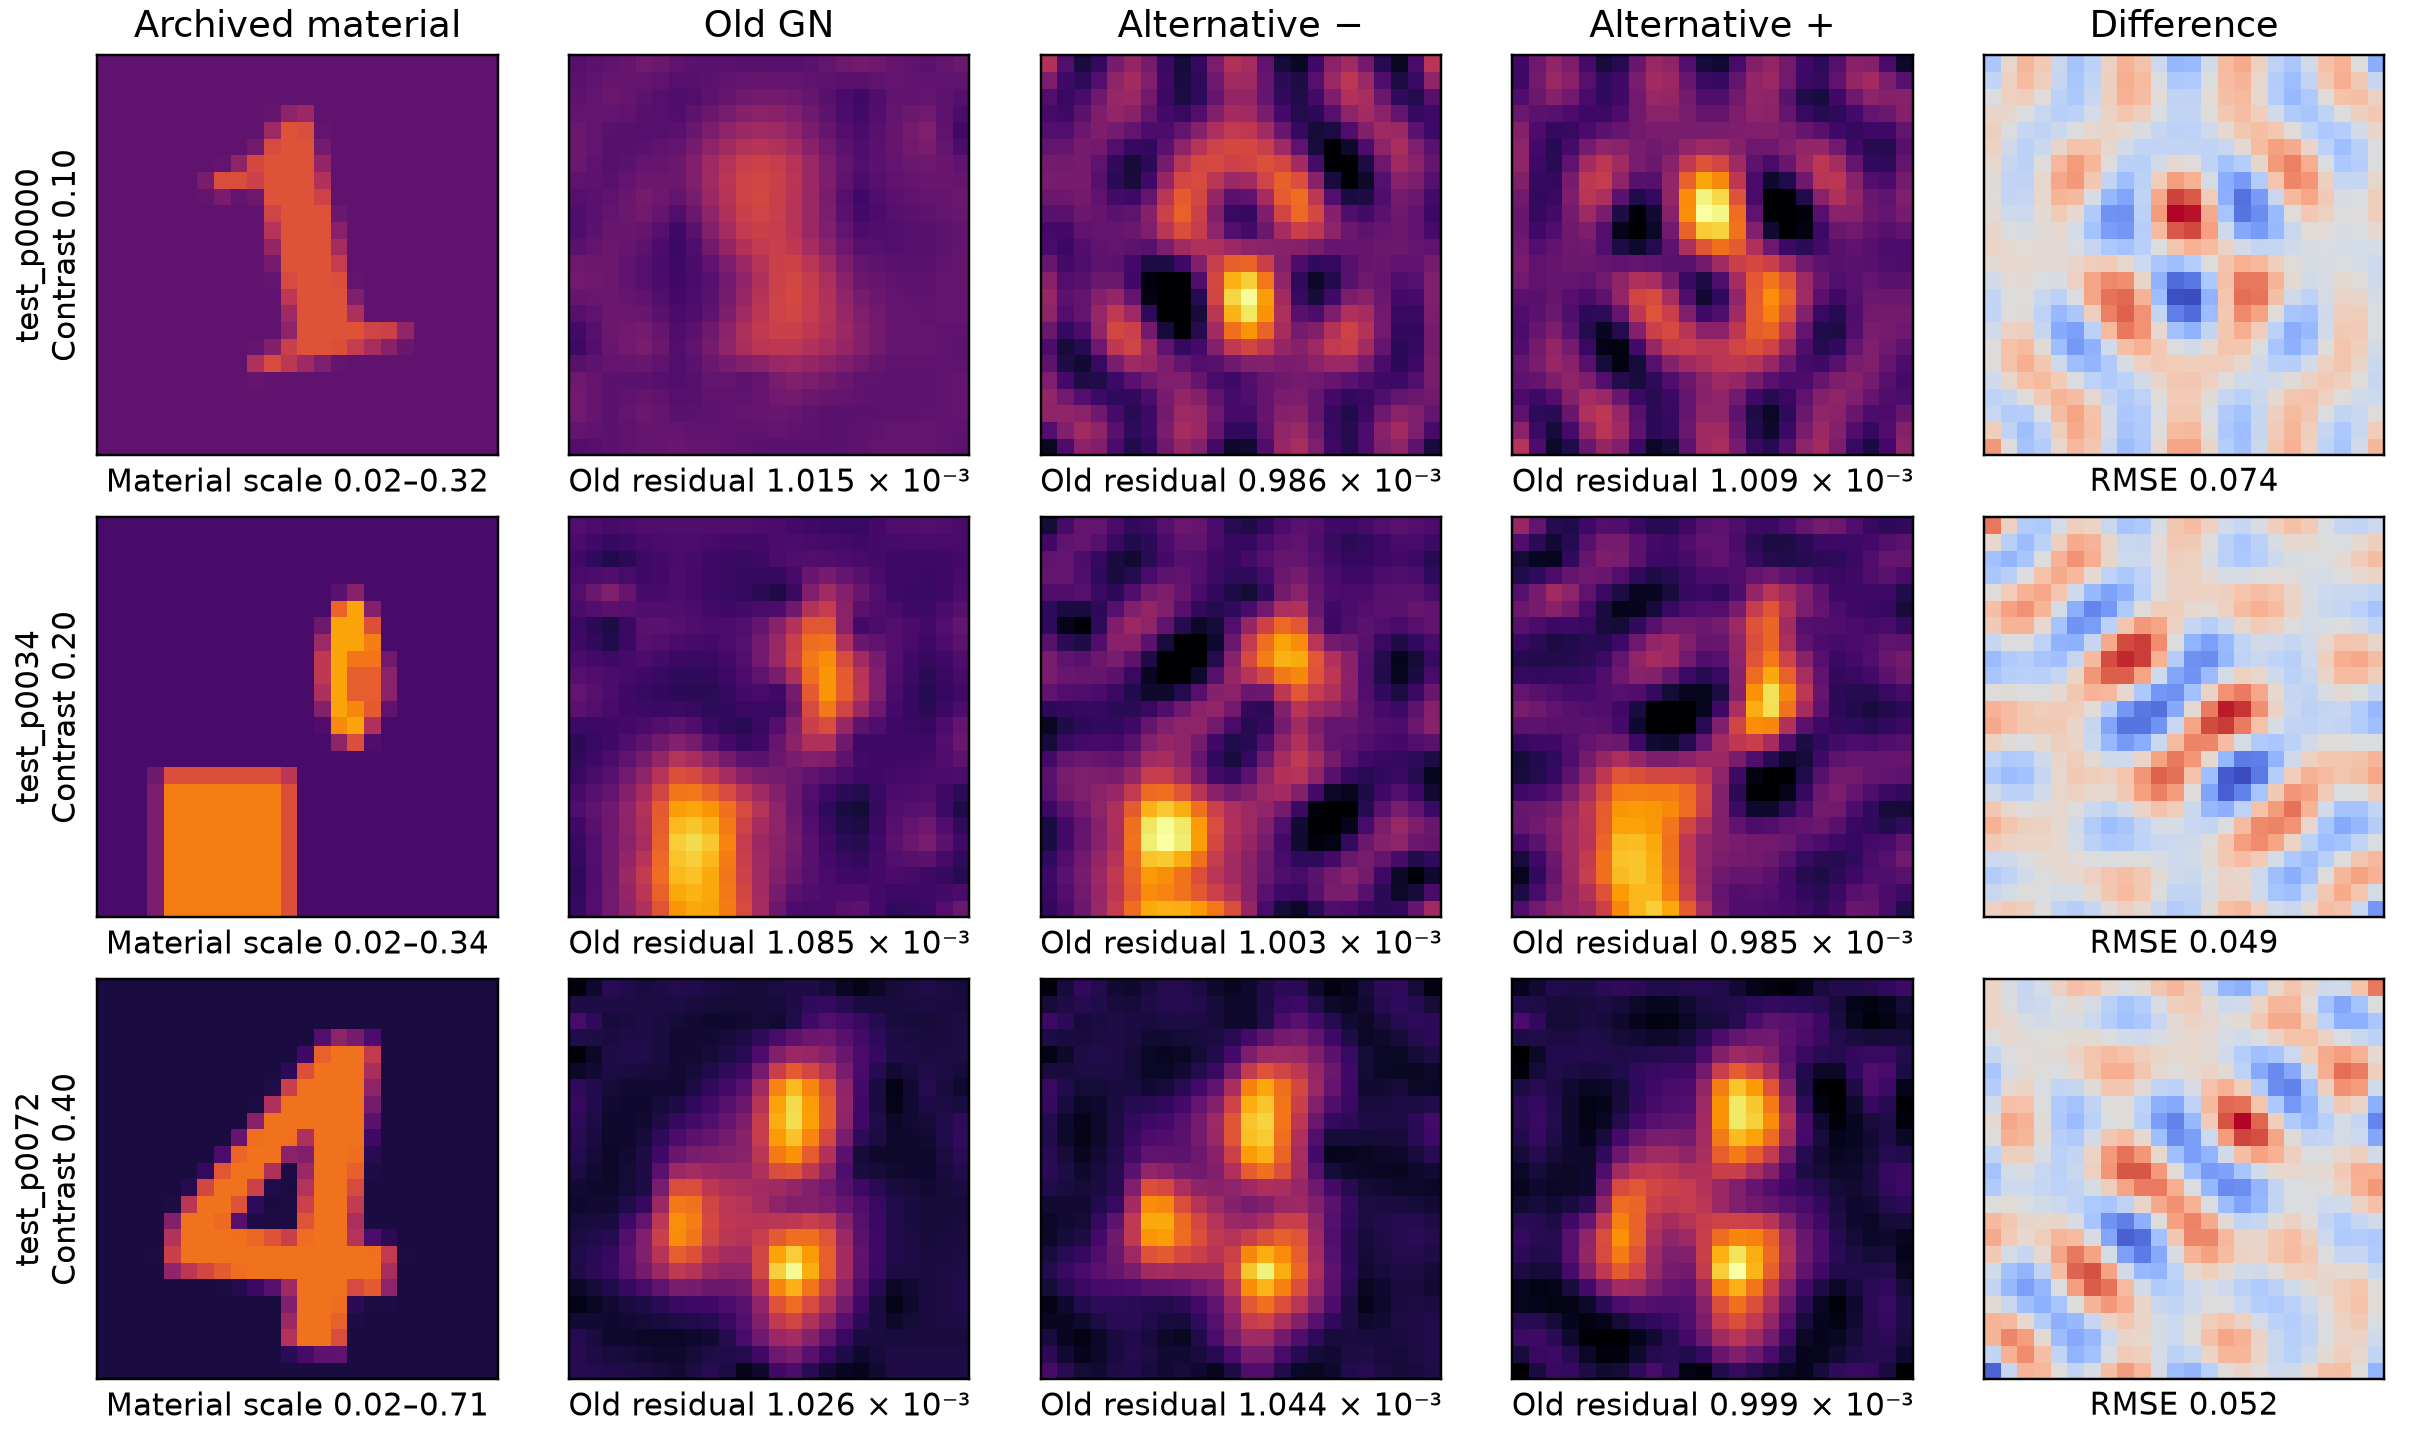 Archived material
Old GN
Alternative −
Alternative +
Difference
test_p0000
Contrast 0.10
Material scale 0.02–0.32
Old residual 1.015 × 10⁻³
Old residual 0.986 × 10⁻³
Old residual 1.009 × 10⁻³
RMSE 0.074
test_p0034
Contrast 0.20
Material scale 0.02–0.34
Old residual 1.085 × 10⁻³
Old residual 1.003 × 10⁻³
Old residual 0.985 × 10⁻³
RMSE 0.049
test_p0072
Contrast 0.40
Material scale 0.02–0.71
Old residual 1.026 × 10⁻³
Old residual 1.044 × 10⁻³
Old residual 0.999 × 10⁻³
RMSE 0.052